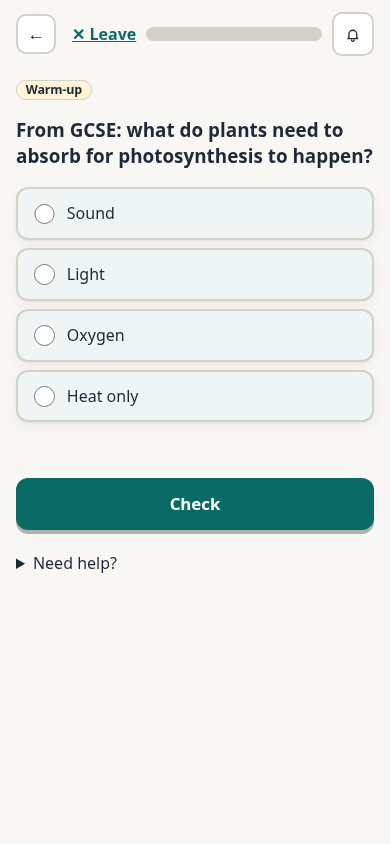 ← ✕ Leave
Warm-up
From GCSE: what do plants need to
absorb for photosynthesis to happen?
Sound
Light
Oxygen
Heat only
Check
▶ Need help?